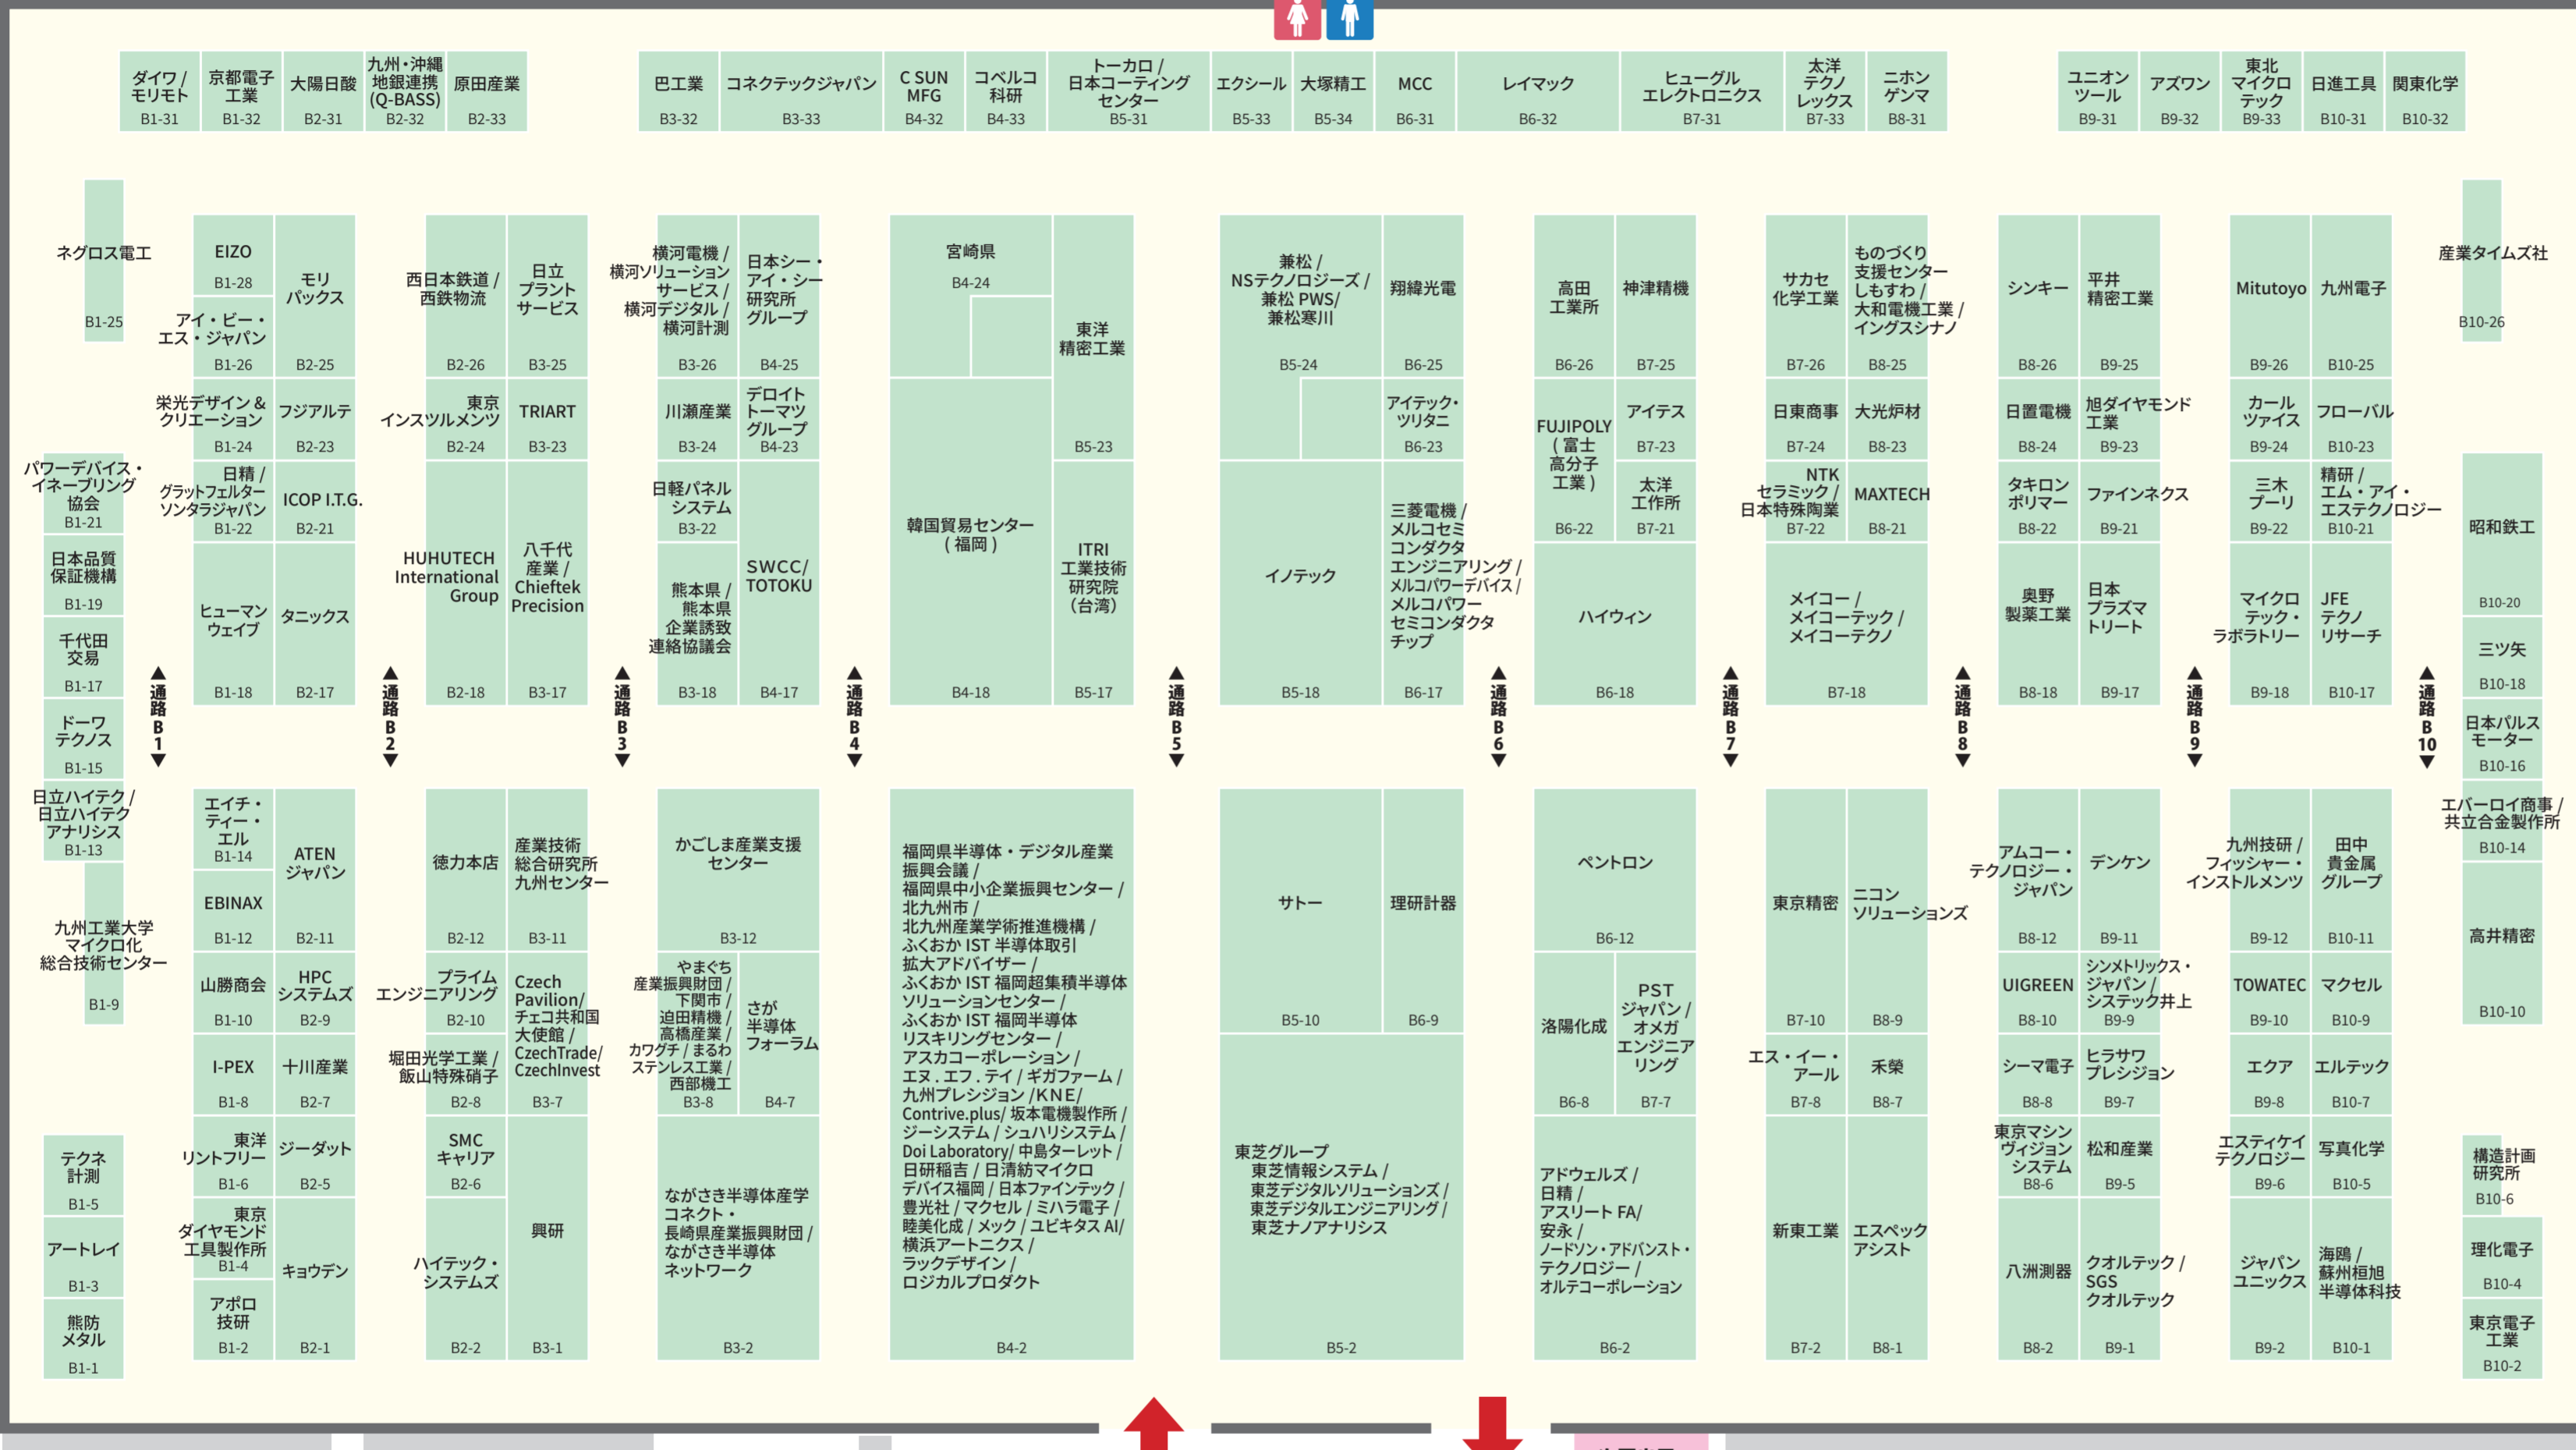 ダイワ /
モリモト
B1-31
京都電子
工業
B1-32
大陽日酸
B2-31
九州・沖縄
地銀連携
(Q-BASS)
B2-32
原田産業
B2-33
巴工業
B3-32
コネクテックジャパン
B3-33
C SUN
MFG
B4-32
コベルコ
科研
B4-33
トーカロ /
日本コーティング
センター
B5-31
エクシール
B5-33
大塚精工
B5-34
MCC
B6-31
レイマック
B6-32
ヒューグル
エレクトロニクス
B7-31
太洋
テクノ
レックス
B7-33
ニホン
ゲンマ
B8-31
ユニオン
ツール
B9-31
アズワン
B9-32
東北
マイクロ
テック
B9-33
日進工具
B10-31
関東化学
B10-32
ネグロス電工
B1-25
EIZO
B1-28
アイ・ビー・
エス・ジャパン
B1-26
モリ
パックス
B2-25
栄光デザイン &
クリエーション
B1-24
フジアルテ
B2-23
日精 /
グラットフェルター
ソンタラジャパン
B1-22
ICOP I.T.G.
B2-21
ヒューマン
ウェイブ
B1-18
タニックス
B2-17
パワーデバイス・
イネーブリング
協会
B1-21
日本品質
保証機構
B1-19
千代田
交易
B1-17
ドーワ
テクノス
B1-15
日立ハイテク /
日立ハイテク
アナリシス
B1-13
九州工業大学
マイクロ化
総合技術センター
B1-9
テクネ
計測
B1-5
アートレイ
B1-3
熊防
メタル
B1-1
通路B1
西日本鉄道 /
西鉄物流
B2-26
日立
プラント
サービス
B3-25
東京
インスツルメンツ
B2-24
TRIART
B3-23
HUHUTECH
International
Group
B2-18
八千代
産業 /
Chieftek
Precision
B3-17
通路B2
横河電機 /
横河ソリューション
サービス /
横河デジタル /
横河計測
B3-26
日本シー・
アイ・シー
研究所
グループ
B4-25
川瀬産業
B3-24
デロイト
トーマツ
グループ
B4-23
日軽パネル
システム
B3-22
熊本県 /
熊本県
企業誘致
連絡協議会
B3-18
SWCC/
TOTOKU
B4-17
通路B3
宮崎県
B4-24
東洋
精密工業
B5-23
韓国貿易センター
( 福岡 )
B4-18
ITRI
工業技術
研究院
（台湾）
B5-17
通路B4
兼松 /
NSテクノロジーズ /
兼松 PWS/
兼松寒川
B5-24
翔緯光電
B6-25
アイテック・
ツリタニ
B6-23
イノテック
B5-18
三菱電機 /
メルコセミ
コンダクタ
エンジニアリング /
メルコパワーデバイス /
メルコパワー
セミコンダクタ
チップ
B6-17
通路B5
高田
工業所
B6-26
神津精機
B7-25
FUJIPOLY
( 富士
高分子
工業 )
B6-22
アイテス
B7-23
太洋
工作所
B7-21
ハイウィン
B6-18
通路B6
サカセ
化学工業
B7-26
ものづくり
支援センター
しもすわ /
大和電機工業 /
イングスシナノ
B8-25
日東商事
B7-24
大光炉材
B8-23
NTK
セラミック /
日本特殊陶業
B7-22
MAXTECH
B8-21
メイコー /
メイコーテック /
メイコーテクノ
B7-18
通路B7
シンキー
B8-26
平井
精密工業
B9-25
日置電機
B8-24
旭ダイヤモンド
工業
B9-23
タキロン
ポリマー
B8-22
ファインネクス
B9-21
奥野
製薬工業
B8-18
日本
プラズマ
トリート
B9-17
通路B8
Mitutoyo
B9-26
九州電子
B10-25
カール
ツァイス
B9-24
フローバル
B10-23
三木
プーリ
B9-22
精研 /
エム・アイ・
エステクノロジー
B10-21
マイクロ
テック・
ラボラトリー
B9-18
JFE
テクノ
リサーチ
B10-17
通路B9
通路B10
産業タイムズ社
B10-26
昭和鉄工
B10-20
三ツ矢
B10-18
日本パルス
モーター
B10-16
エバーロイ商事 /
共立合金製作所
B10-14
高井精密
B10-10
構造計画
研究所
B10-6
理化電子
B10-4
東京電子
工業
B10-2
エイチ・
ティー・
エル
B1-14
EBINAX
B1-12
ATEN
ジャパン
B2-11
山勝商会
B1-10
HPC
システムズ
B2-9
I-PEX
B1-8
十川産業
B2-7
東洋
リントフリー
B1-6
ジーダット
B2-5
東京
ダイヤモンド
工具製作所
B1-4
アポロ
技研
B1-2
キョウデン
B2-1
徳力本店
B2-12
産業技術
総合研究所
九州センター
B3-11
プライム
エンジニアリング
B2-10
堀田光学工業 /
飯山特殊硝子
B2-8
Czech
Pavilion/
チェコ共和国
大使館 /
CzechTrade/
CzechInvest
B3-7
SMC
キャリア
B2-6
ハイテック・
システムズ
B2-2
興研
B3-1
かごしま産業支援
センター
B3-12
やまぐち
産業振興財団 /
下関市 /
迫田精機 /
高橋産業 /
カワグチ / まるわ
ステンレス工業 /
西部機工
B3-8
さが
半導体
フォーラム
B4-7
ながさき半導体産学
コネクト・
長崎県産業振興財団 /
ながさき半導体
ネットワーク
B3-2
福岡県半導体・デジタル産業
振興会議 /
福岡県中小企業振興センター /
北九州市 /
北九州産業学術推進機構 /
ふくおか IST 半導体取引
拡大アドバイザー /
ふくおか IST 福岡超集積半導体
ソリューションセンター /
ふくおか IST 福岡半導体
リスキリングセンター /
アスカコーポレーション /
エヌ . エフ . テイ / ギガファーム /
九州プレシジョン /KNE/
Contrive.plus/ 坂本電機製作所 /
ジーシステム / シュハリシステム /
Doi Laboratory/ 中島ターレット /
日研稲吉 / 日清紡マイクロ
デバイス福岡 / 日本ファインテック /
豊光社 / マクセル / ミハラ電子 /
睦美化成 / メック / ユビキタス AI/
横浜アートニクス /
ラックデザイン /
ロジカルプロダクト
B4-2
サトー
B5-10
理研計器
B6-9
東芝グループ
東芝情報システム /
東芝デジタルソリューションズ /
東芝デジタルエンジニアリング /
東芝ナノアナリシス
B5-2
ペントロン
B6-12
洛陽化成
B6-8
PST
ジャパン /
オメガ
エンジニア
リング
B7-7
アドウェルズ /
日精 /
アスリート FA/
安永 /
ノードソン・アドバンスト・
テクノロジー /
オルテコーポレーション
B6-2
東京精密
B7-10
ニコン
ソリューションズ
B8-9
エス・イー・
アール
B7-8
禾榮
B8-7
新東工業
B7-2
エスペック
アシスト
B8-1
アムコー・
テクノロジー・
ジャパン
B8-12
デンケン
B9-11
UIGREEN
B8-10
シンメトリックス・
ジャパン /
システック井上
B9-9
シーマ電子
B8-8
ヒラサワ
プレシジョン
B9-7
東京マシン
ヴィジョン
システム
B8-6
松和産業
B9-5
八洲測器
B8-2
クオルテック /
SGS
クオルテック
B9-1
九州技研 /
フィッシャー・
インストルメンツ
B9-12
田中
貴金属
グループ
B10-11
TOWATEC
B9-10
マクセル
B10-9
エクア
B9-8
エルテック
B10-7
エスティケイ
テクノロジー
B9-6
写真化学
B10-5
ジャパン
ユニックス
B9-2
海鴎 /
蘇州桓旭
半導体科技
B10-1